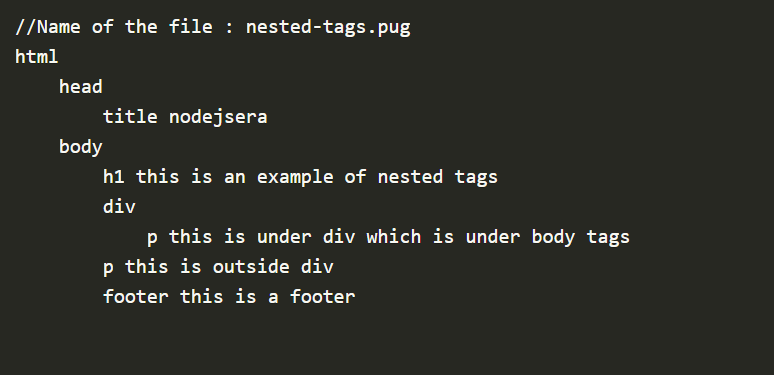 //Name of the file : nested-tags.pug
html
    head
        title nodejsera
    body
        h1 this is an example of nested tags
        div
            p this is under div which is under body tags
        p this is outside div
        footer this is a footer